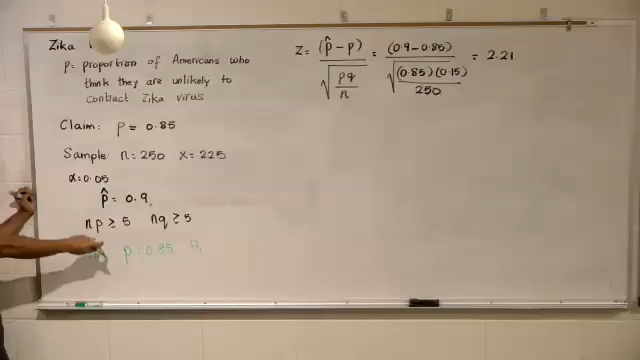 Zika
p = proportion of Americans who
think they are unlikely to
contract Zika virus
Claim: p = 0.85
Sample: n = 250 x = 225
α = 0.05
p̂ = 0.9
np ≥ 5 nq ≥ 5
p = 0.85 H₁
Z = (p̂ - p) / √(pq / n) = (0.9 - 0.85) / √((0.85)(0.15) / 250) = 2.21